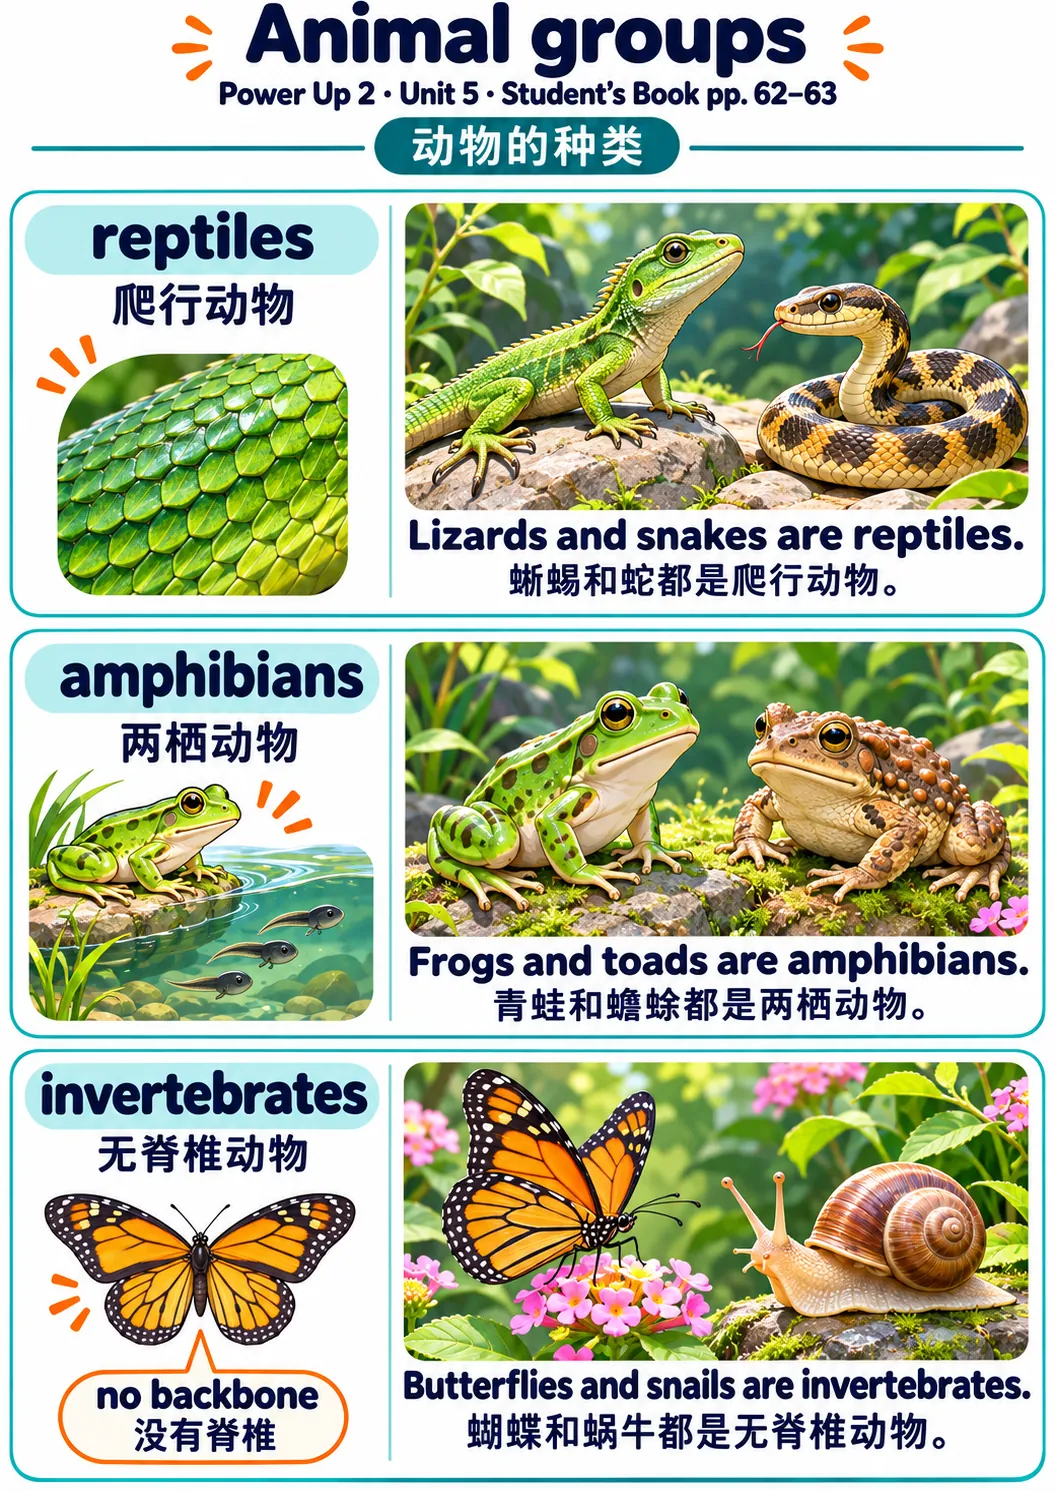 Animal groups
Power Up 2 · Unit 5 · Student's Book pp. 62–63
动物的种类
reptiles
爬行动物
Lizards and snakes are reptiles.
蜥蜴和蛇都是爬行动物。
amphibians
两栖动物
Frogs and toads are amphibians.
青蛙和蟾蜍都是两栖动物。
invertebrates
无脊椎动物
no backbone
没有脊椎
Butterflies and snails are invertebrates.
蝴蝶和蜗牛都是无脊椎动物。